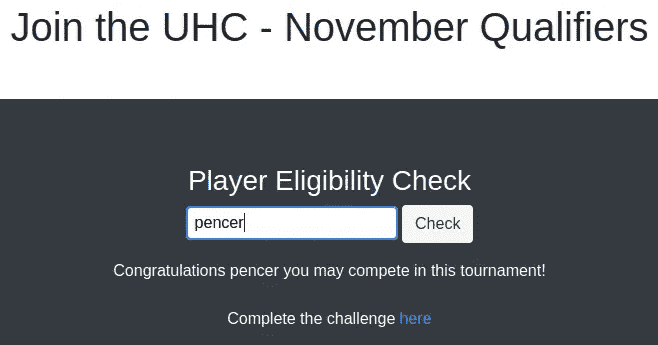 Join the UHC - November Qualifiers
Player Eligibility Check
pencer
Check
Congratulations pencer you may compete in this tournament!
Complete the challenge here